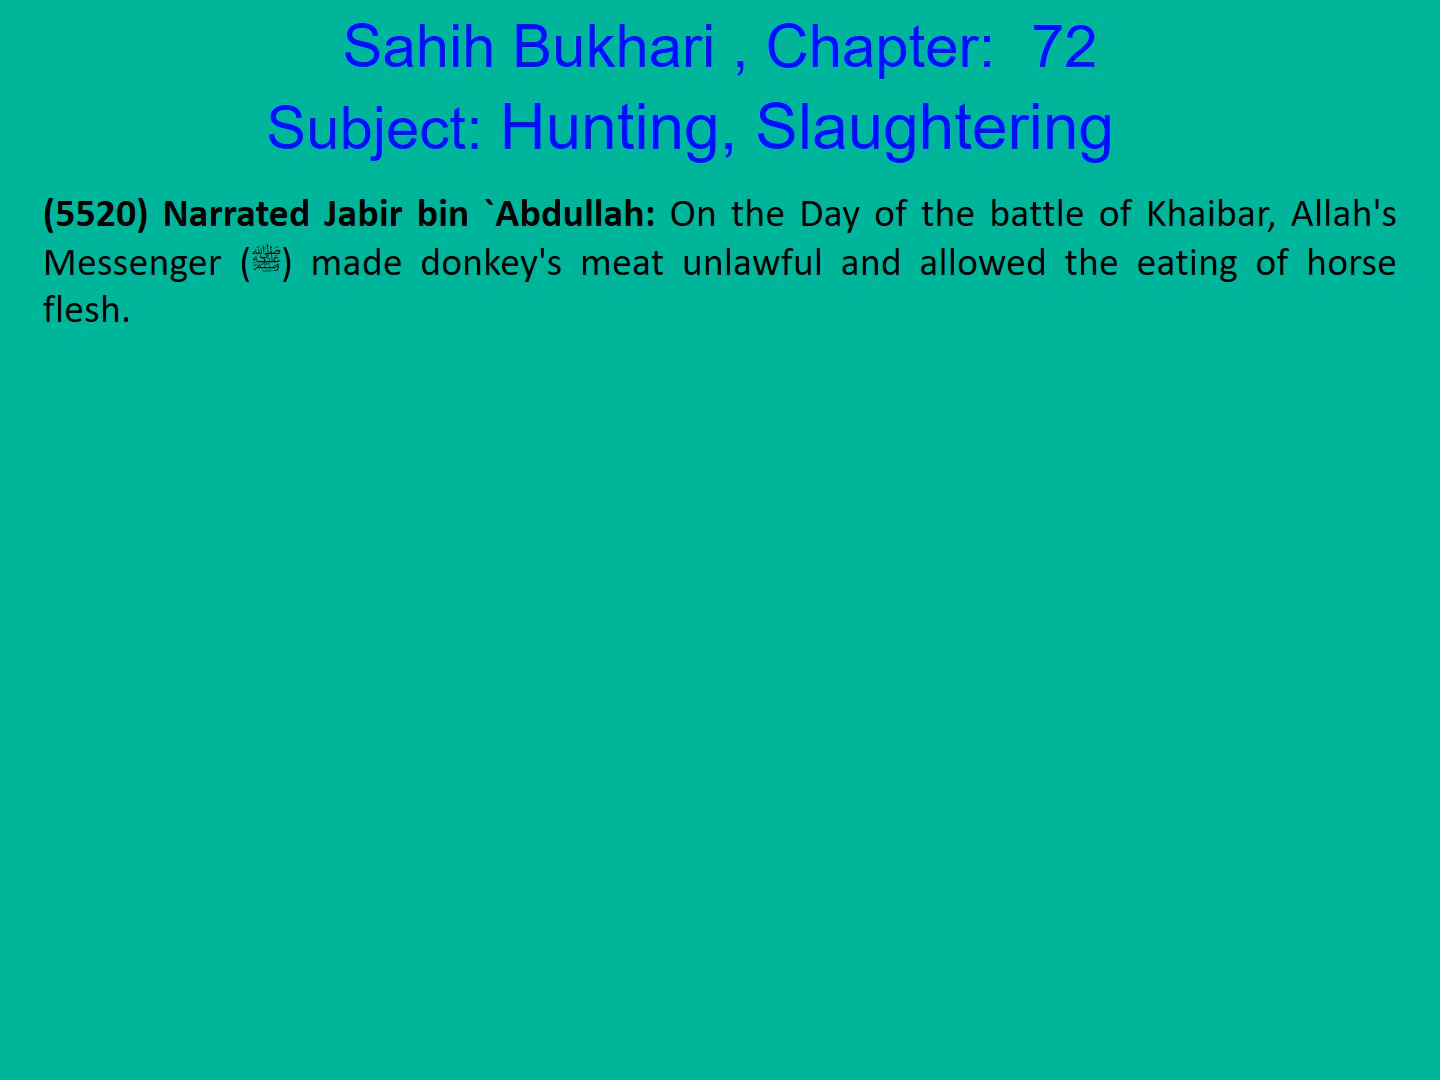 Sahih Bukhari , Chapter: 72
Subject: Hunting, Slaughtering
(5520) Narrated Jabir bin `Abdullah: On the Day of the battle of Khaibar, Allah's
Messenger (ﷺ) made donkey's meat unlawful and allowed the eating of horse
flesh.